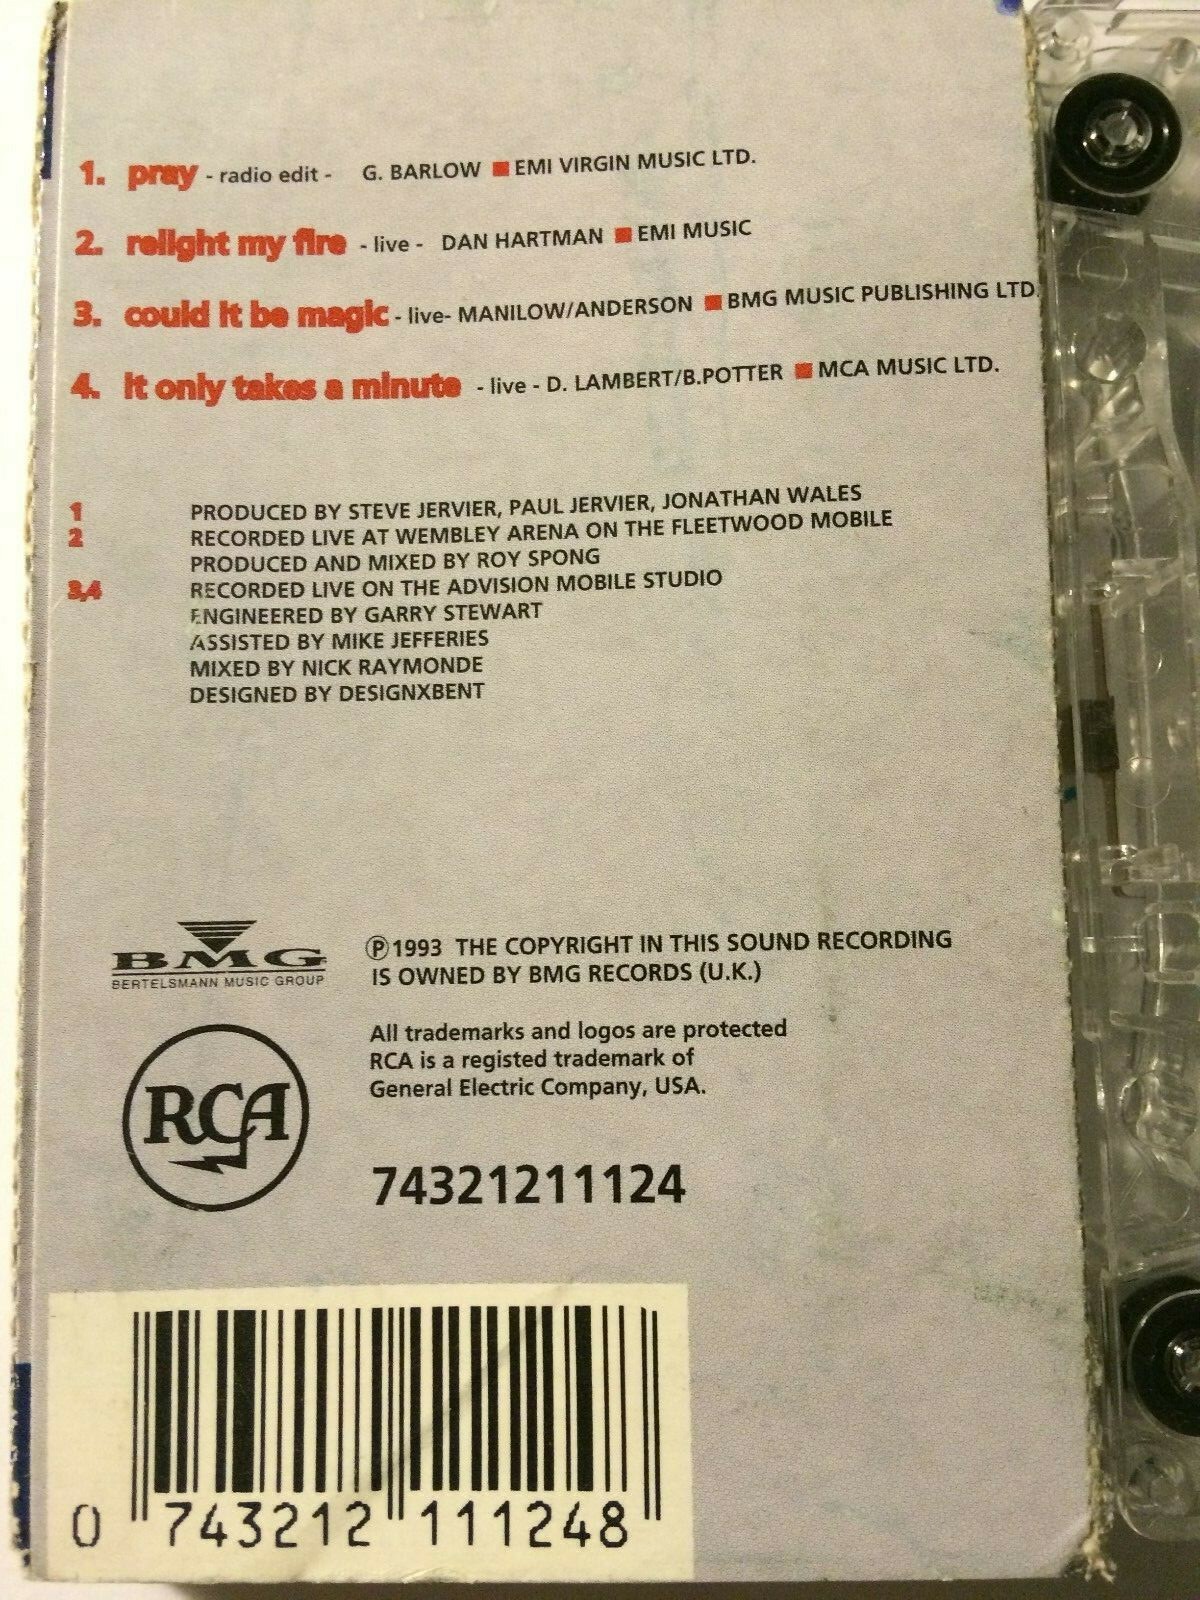 1. pray - radio edit - G. BARLOW ■ EMI VIRGIN MUSIC LTD.
2. relight my fire - live - DAN HARTMAN ■ EMI MUSIC
3. could it be magic - live- MANILOW/ANDERSON ■ BMG MUSIC PUBLISHING LTD.
4. it only takes a minute - live - D. LAMBERT/B.POTTER ■ MCA MUSIC LTD.
1 PRODUCED BY STEVE JERVIER, PAUL JERVIER, JONATHAN WALES
2 RECORDED LIVE AT WEMBLEY ARENA ON THE FLEETWOOD MOBILE
PRODUCED AND MIXED BY ROY SPONG
3,4 RECORDED LIVE ON THE ADVISION MOBILE STUDIO
ENGINEERED BY GARRY STEWART
ASSISTED BY MIKE JEFFERIES
MIXED BY NICK RAYMONDE
DESIGNED BY DESIGNXBENT
BMG
BERTELSMANN MUSIC GROUP
℗1993 THE COPYRIGHT IN THIS SOUND RECORDING
IS OWNED BY BMG RECORDS (U.K.)
RCA
All trademarks and logos are protected
RCA is a registed trademark of
General Electric Company, USA.
74321211124
0 743212 111248